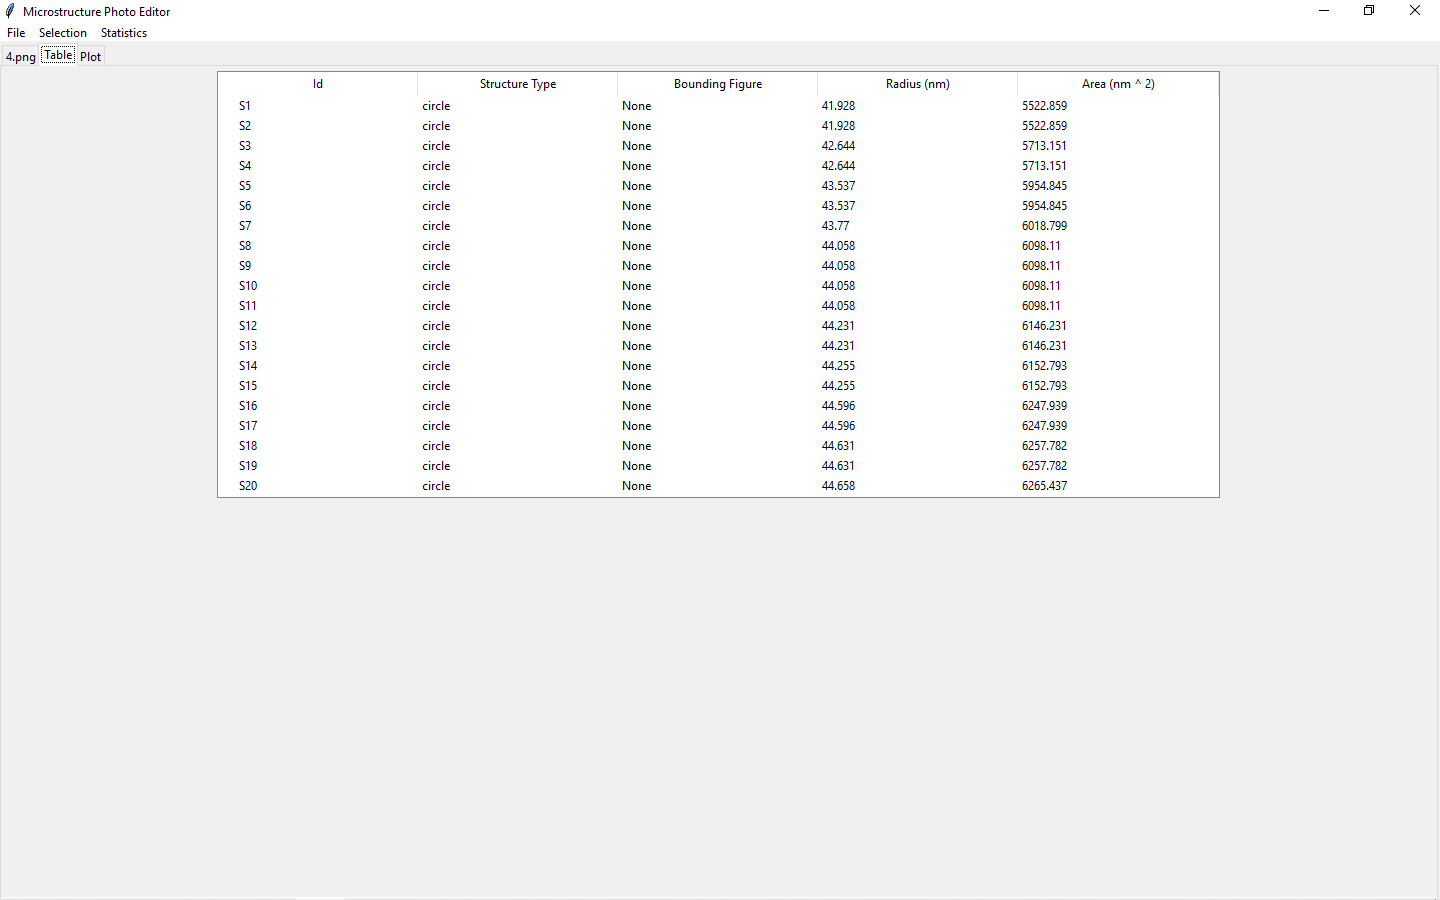 Microstructure Photo Editor
File Selection Statistics
4.png Table Plot
Id Structure Type Bounding Figure Radius (nm) Area (nm ^ 2)
S1 circle None 41.928 5522.859
S2 circle None 41.928 5522.859
S3 circle None 42.644 5713.151
S4 circle None 42.644 5713.151
S5 circle None 43.537 5954.845
S6 circle None 43.537 5954.845
S7 circle None 43.77 6018.799
S8 circle None 44.058 6098.11
S9 circle None 44.058 6098.11
S10 circle None 44.058 6098.11
S11 circle None 44.058 6098.11
S12 circle None 44.231 6146.231
S13 circle None 44.231 6146.231
S14 circle None 44.255 6152.793
S15 circle None 44.255 6152.793
S16 circle None 44.596 6247.939
S17 circle None 44.596 6247.939
S18 circle None 44.631 6257.782
S19 circle None 44.631 6257.782
S20 circle None 44.658 6265.437